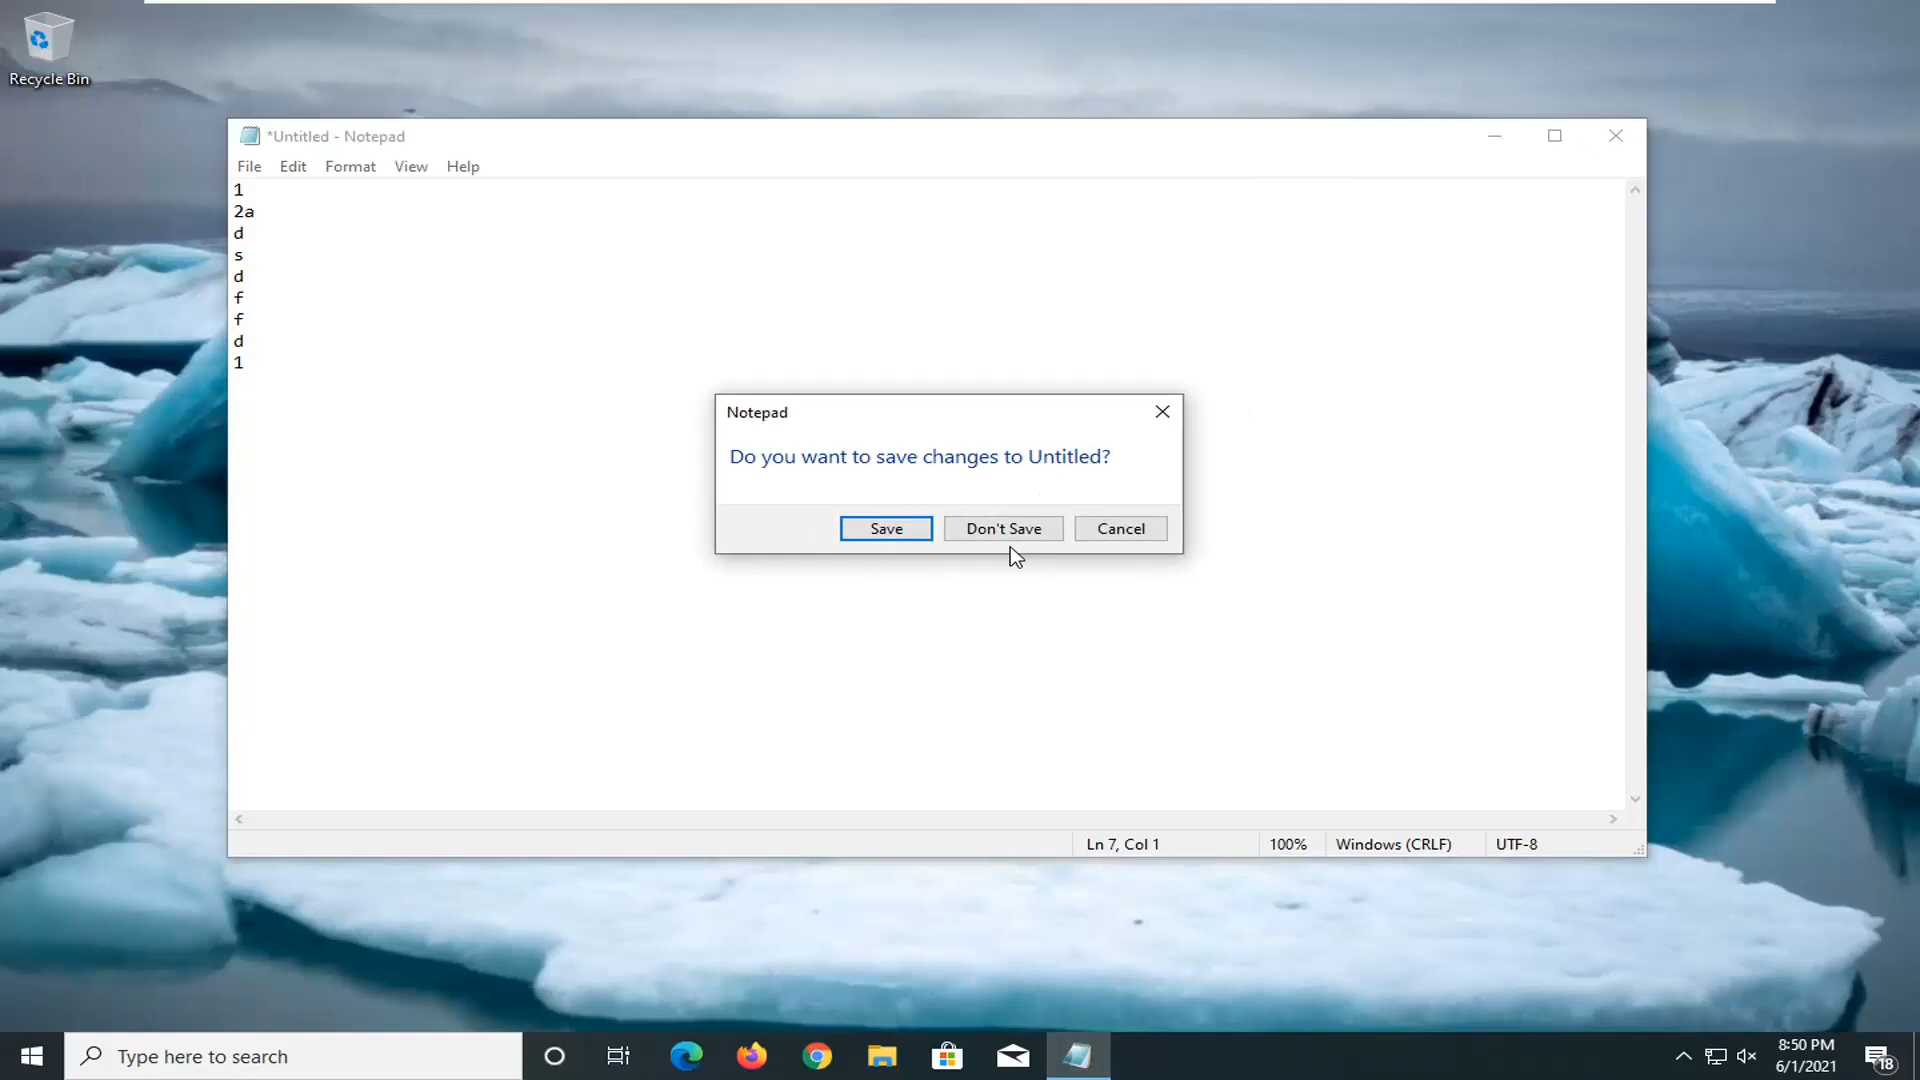 Recycle Bin
*Untitled - Notepad
File Edit Format View Help
1
2a
d
s
d
f
f
d
1
Notepad
Do you want to save changes to Untitled?
Save Don't Save Cancel
Ln 7, Col 1 100% Windows (CRLF) UTF-8
Type here to search
8:50 PM
6/1/2021
18